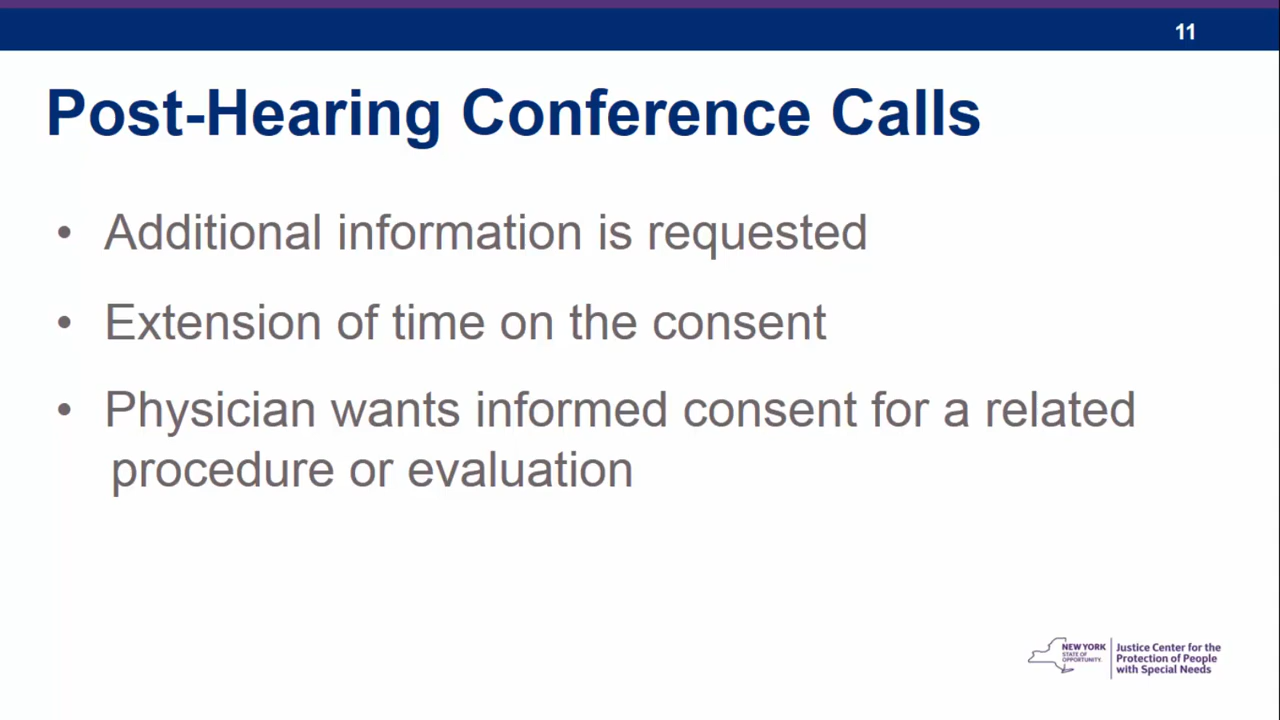 11
Post-Hearing Conference Calls
• Additional information is requested
• Extension of time on the consent
• Physician wants informed consent for a related
procedure or evaluation
NEW YORK
STATE OF
OPPORTUNITY.
Justice Center for the
Protection of People
with Special Needs